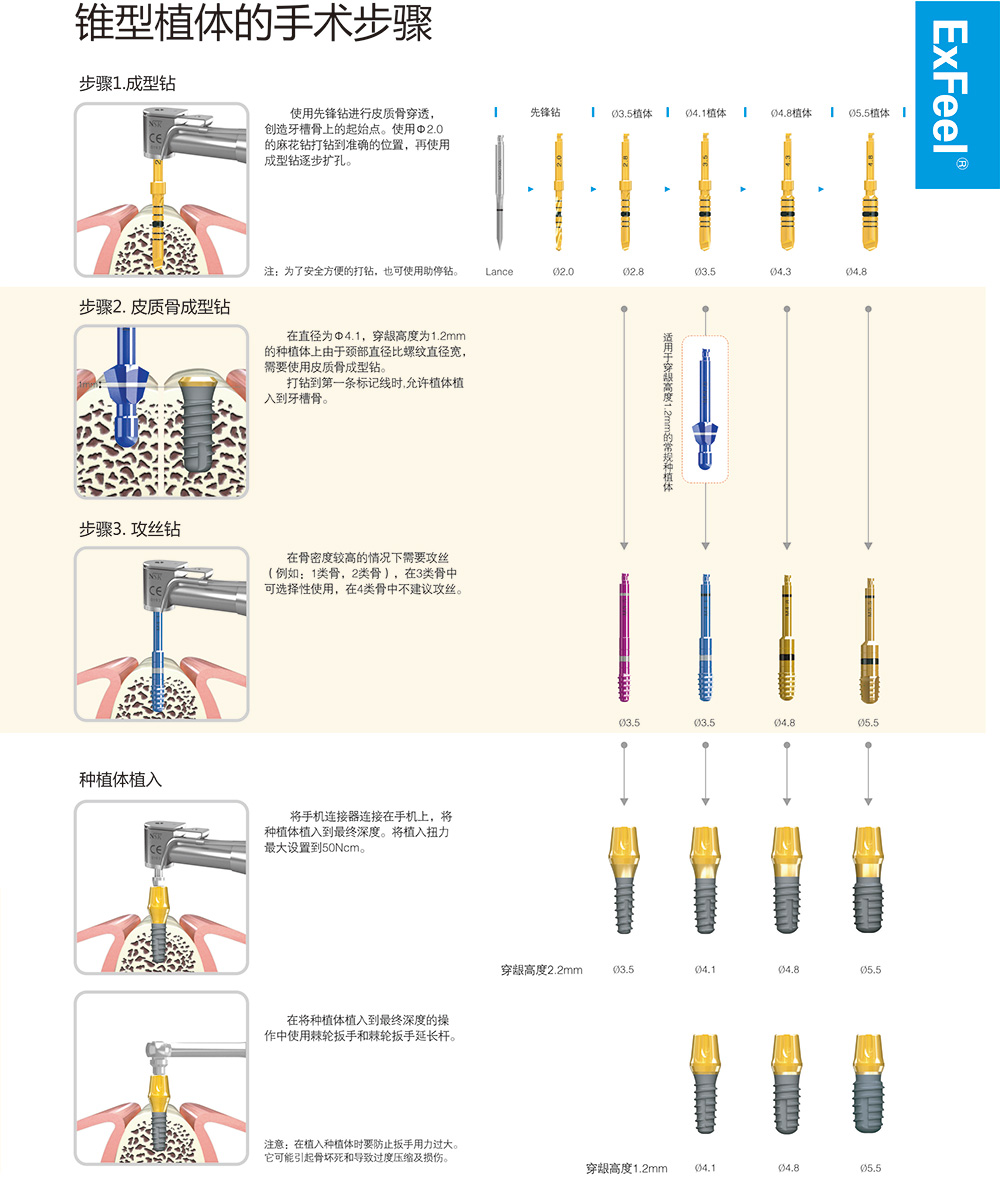 锥型植体的手术步骤
ExFeel®
步骤1.成型钻
使用先锋钻进行皮质骨穿透，
创造牙槽骨上的起始点。使用Φ2.0
的麻花钻打钻到准确的位置，再使用
成型钻逐步扩孔。
注：为了安全方便的打钻，也可使用助停钻。
先锋钻 Ø3.5植体 Ø4.1植体 Ø4.8植体 Ø5.5植体
NSK
CE
2
2.0 2.8 3.5 4.3 4.8
Lance Ø2.0 Ø2.8 Ø3.5 Ø4.3 Ø4.8
步骤2. 皮质骨成型钻
1mm
在直径为Φ4.1，穿龈高度为1.2mm
的种植体上由于颈部直径比螺纹直径宽，
需要使用皮质骨成型钻。
打钻到第一条标记线时,允许植体植
入到牙槽骨。
适用于穿龈高度1.2mm的常规种植体
步骤3. 攻丝钻
NSK
CE
在骨密度较高的情况下需要攻丝
（例如：1类骨，2类骨），在3类骨中
可选择性使用，在4类骨中不建议攻丝。
Ø3.5 Ø3.5 Ø4.8 Ø5.5
种植体植入
NSK
CE
将手机连接器连接在手机上，将
种植体植入到最终深度。将植入扭力
最大设置到50Ncm。
穿龈高度2.2mm Ø3.5 Ø4.1 Ø4.8 Ø5.5
在将种植体植入到最终深度的操
作中使用棘轮扳手和棘轮扳手延长杆。
注意：在植入种植体时要防止扳手用力过大。
它可能引起骨坏死和导致过度压缩及损伤。
穿龈高度1.2mm Ø4.1 Ø4.8 Ø5.5